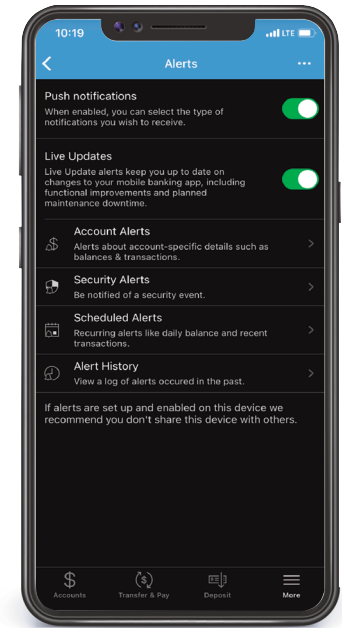 10:19
LTE
Alerts
Push notifications
When enabled, you can select the type of
notifications you wish to receive.
Live Updates
Live Update alerts keep you up to date on
changes to your mobile banking app, including
functional improvements and planned
maintenance downtime.
Account Alerts
Alerts about account-specific details such as
balances & transactions.
Security Alerts
Be notified of a security event.
Scheduled Alerts
Recurring alerts like daily balance and recent
transactions.
Alert History
View a log of alerts occured in the past.
If alerts are set up and enabled on this device we
recommend you don't share this device with others.
Accounts
Transfer & Pay
Deposit
More